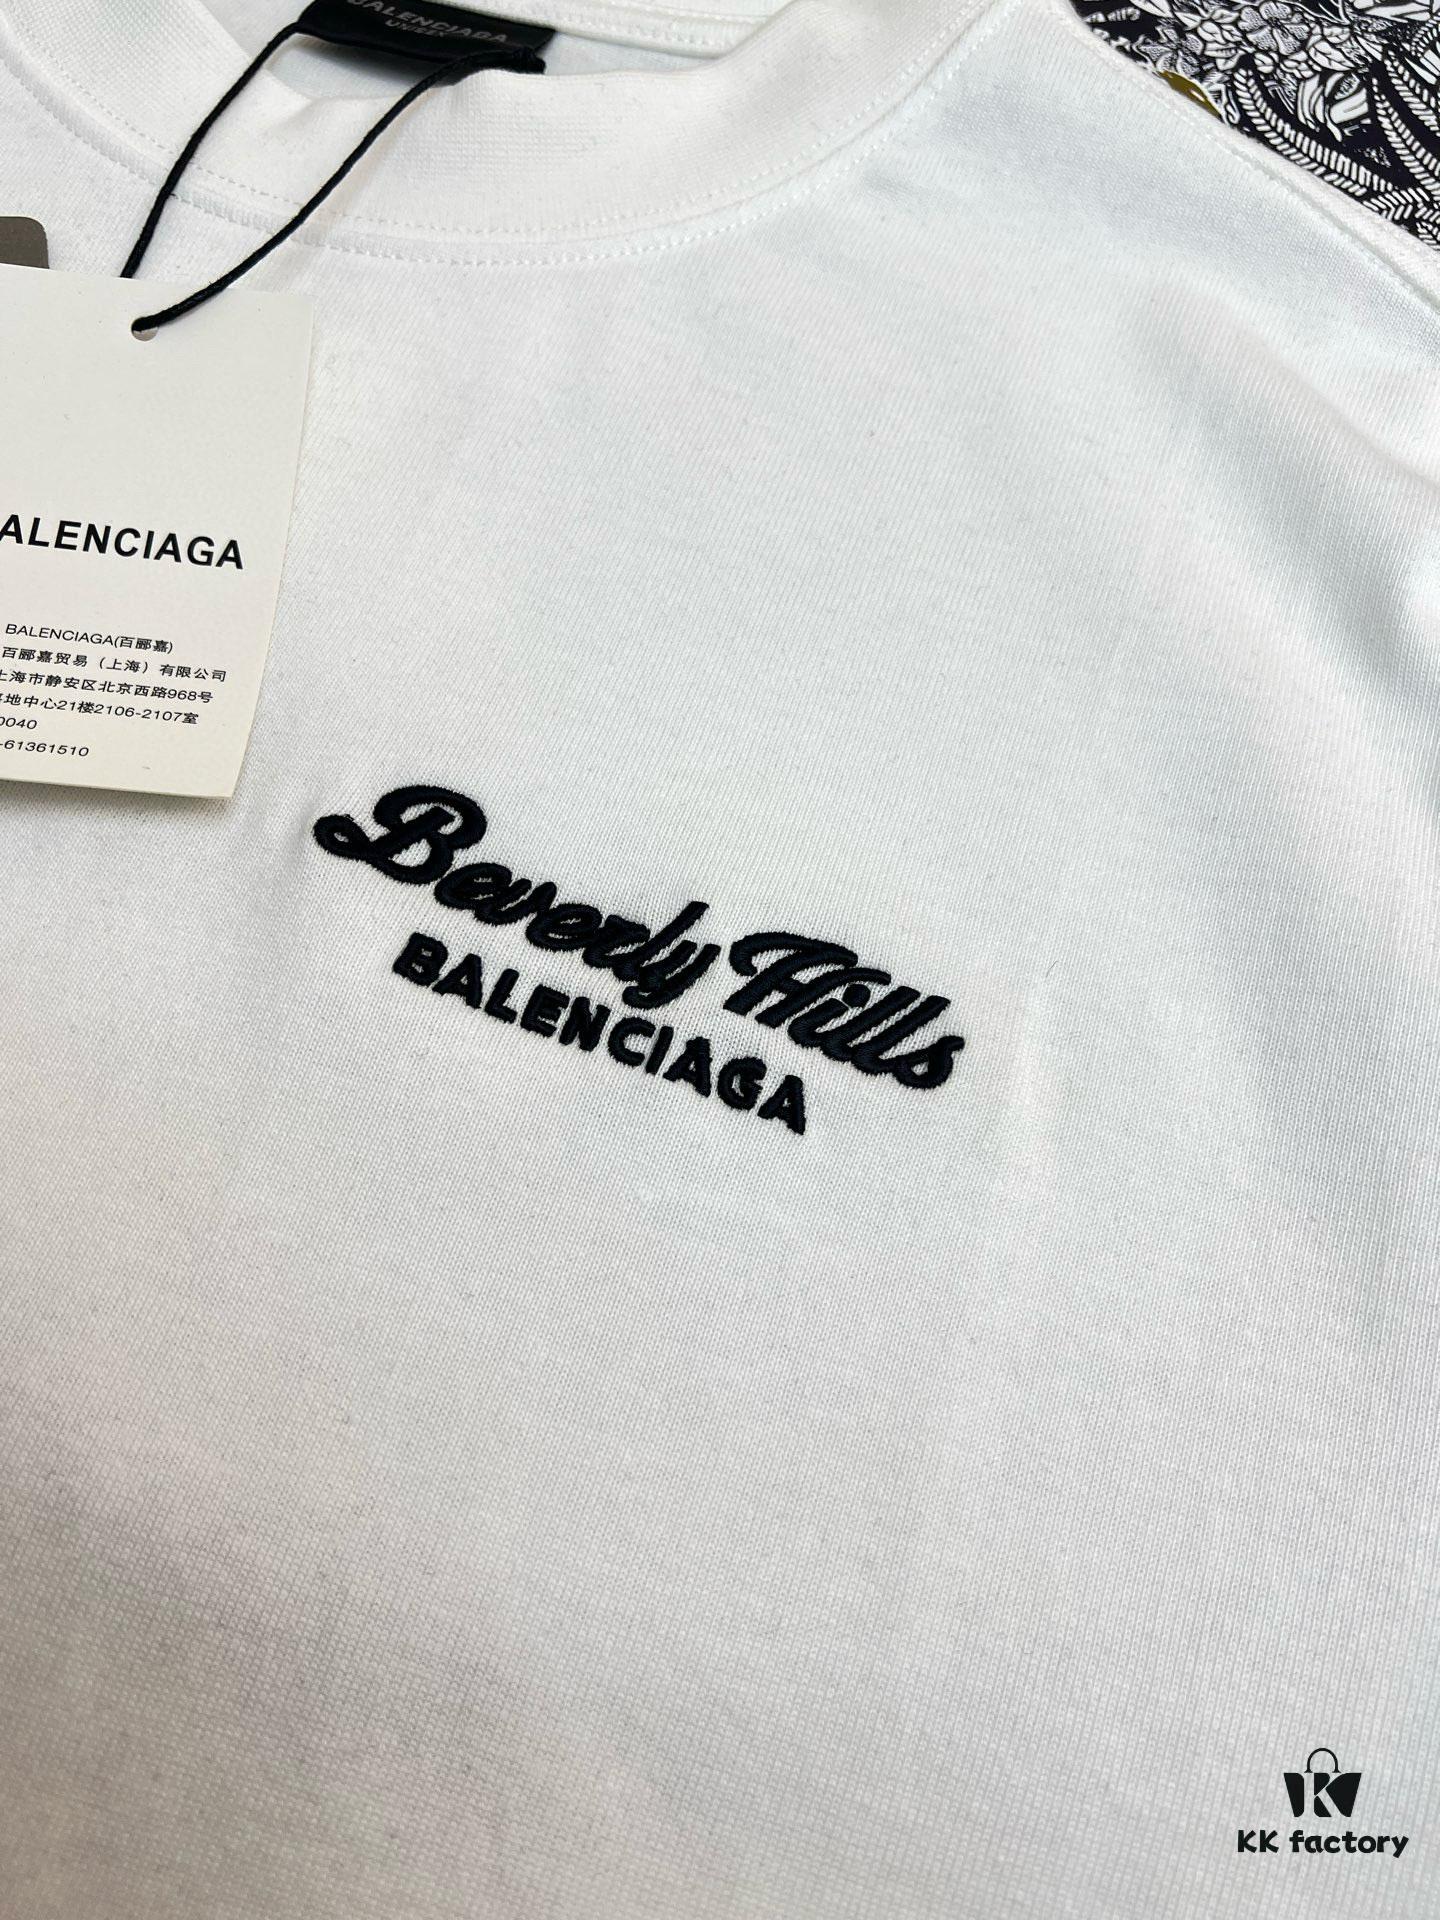 BALENCIAGA
ALENCIAGA
BALENCIAGA(百郦嘉)
百郦嘉贸易（上海）有限公司
上海市静安区北京西路968号
地中心21楼2106-2107室
0040
-61361510
Beverly Hills
BALENCIAGA
KK factory